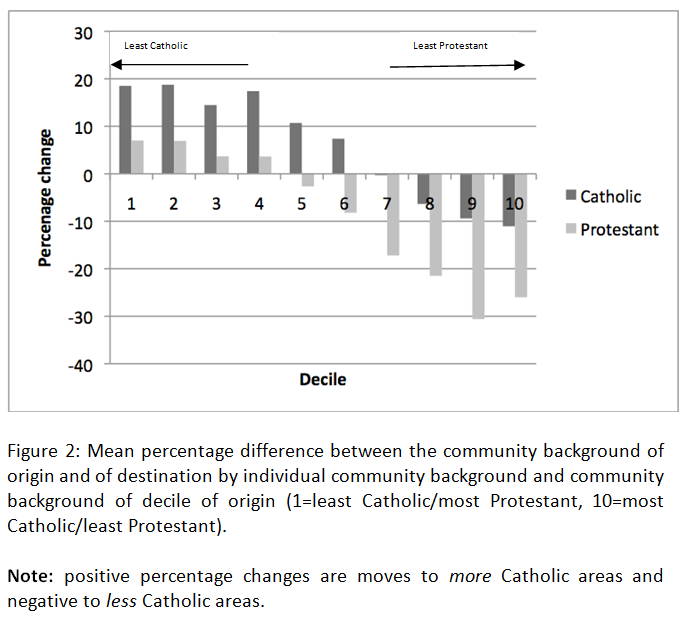 30
Least Catholic
Least Protestant
20
10
0
1 2 3 4 5 6 7 8 9 10
-10
-20
-30
-40
Percenage change
Decile
Catholic
Protestant
Figure 2: Mean percentage difference between the community background of
origin and of destination by individual community background and community
background of decile of origin (1=least Catholic/most Protestant, 10=most
Catholic/least Protestant).
Note: positive percentage changes are moves to more Catholic areas and
negative to less Catholic areas.